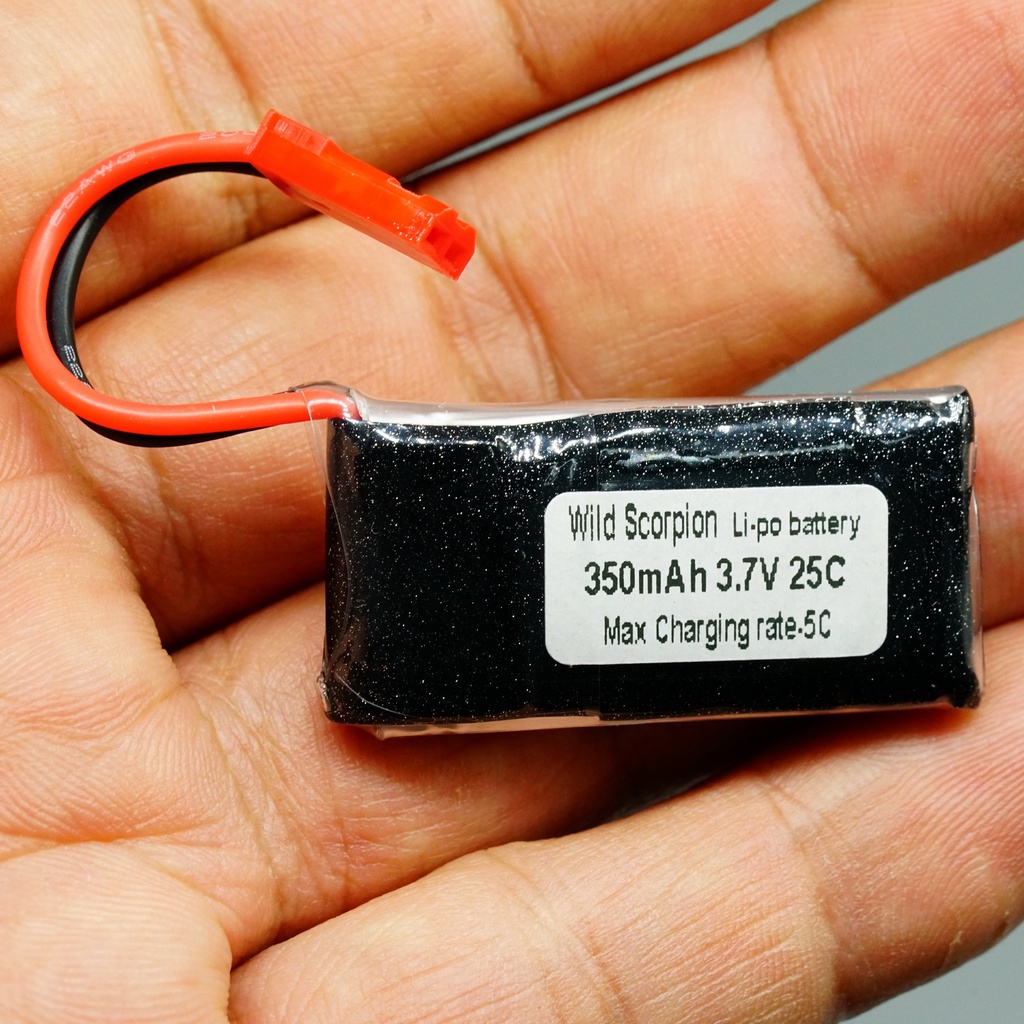 Wild Scorpion Li-po battery
350mAh 3.7V 25C
Max Charging rate-5C